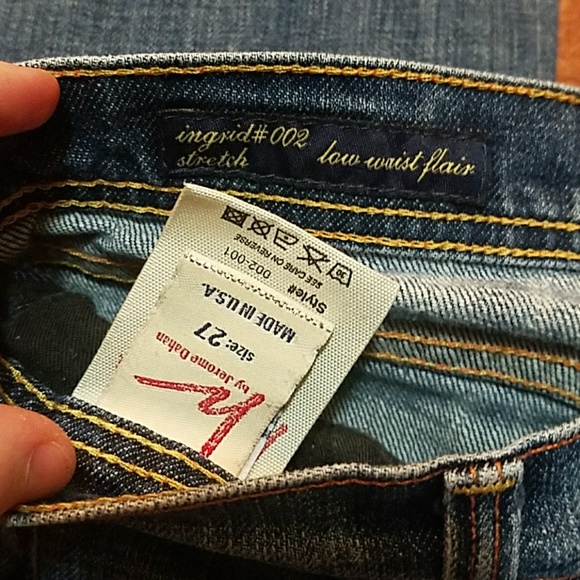 ingrid#002
stretch
low waist flair
by Jerome Dahan
size: 27
MADE IN U.S.A.
Style#
002-001
SEE CARE ON REVERSE
30